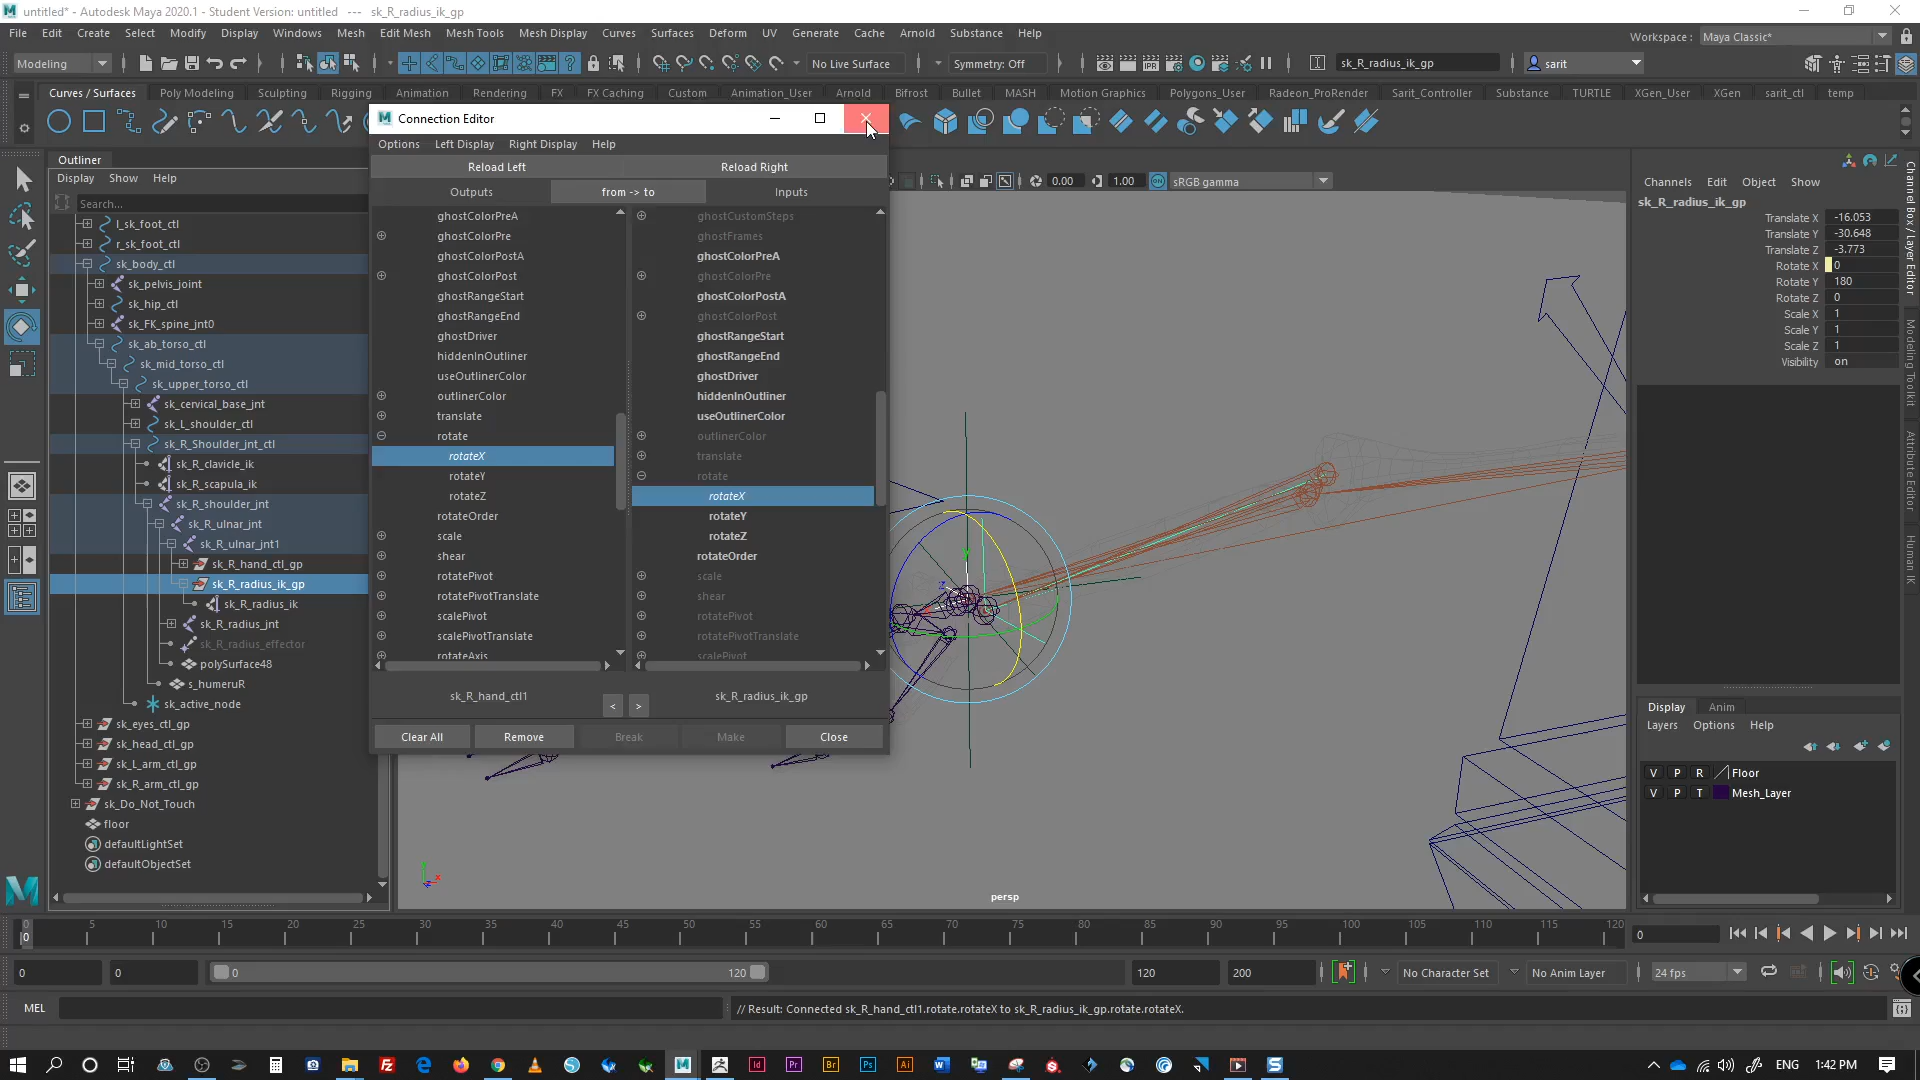 untitled* - Autodesk Maya 2020.1 - Student Version: untitled --- sk_R_radius_ik_gp
File Edit Create Select Modify Display Windows Mesh Edit Mesh Mesh Tools Mesh Display Curves Surfaces Deform UV Generate Cache Arnold Substance Help
Workspace : Maya Classic*
Modeling No Live Surface Symmetry: Off sk_R_radius_ik_gp sarit
Curves / Surfaces Poly Modeling Sculpting Rigging Animation Rendering FX FX Caching Custom Animation_User Arnold Bifrost Bullet MASH Motion Graphics Polygons_User Radeon_ProRender Sarit_Controller Substance TURTLE XGen_User XGen sarit_ctl temp
Outliner
Display Show Help
Search...
l_sk_foot_ctl
r_sk_foot_ctl
sk_body_ctl
sk_pelvis_joint
sk_hip_ctl
sk_FK_spine_jnt0
sk_ab_torso_ctl
sk_mid_torso_ctl
sk_upper_torso_ctl
sk_cervical_base_jnt
sk_L_shoulder_ctl
sk_R_Shoulder_jnt_ctl
sk_R_clavicle_ik
sk_R_scapula_ik
sk_R_shoulder_jnt
sk_R_ulnar_jnt
sk_R_ulnar_jnt1
sk_R_hand_ctl_gp
sk_R_radius_ik_gp
sk_R_radius_ik
sk_R_radius_jnt
sk_R_radius_effector
polySurface48
s_humeruR
sk_active_node
sk_eyes_ctl_gp
sk_head_ctl_gp
sk_L_arm_ctl_gp
sk_R_arm_ctl_gp
sk_Do_Not_Touch
floor
defaultLightSet
defaultObjectSet
Connection Editor
Options Left Display Right Display Help
Reload Left Reload Right
Outputs from -> to Inputs
ghostColorPreA
ghostColorPre
ghostColorPostA
ghostColorPost
ghostRangeStart
ghostRangeEnd
ghostDriver
hiddenInOutliner
useOutlinerColor
outlinerColor
translate
rotate
rotateX
rotateY
rotateZ
rotateOrder
scale
shear
rotatePivot
rotatePivotTranslate
scalePivot
scalePivotTranslate
rotateAxis
ghostCustomSteps
ghostFrames
ghostColorPreA
ghostColorPre
ghostColorPostA
ghostColorPost
ghostRangeStart
ghostRangeEnd
ghostDriver
hiddenInOutliner
useOutlinerColor
outlinerColor
translate
rotate
rotateX
rotateY
rotateZ
rotateOrder
scale
shear
rotatePivot
rotatePivotTranslate
scalePivot
sk_R_hand_ctl1 < > sk_R_radius_ik_gp
Clear All Remove Break Make Close
0.00 1.00 sRGB gamma
y
z
persp
Channels Edit Object Show
sk_R_radius_ik_gp
Translate X -16.053
Translate Y -30.648
Translate Z -3.773
Rotate X 0
Rotate Y 180
Rotate Z 0
Scale X 1
Scale Y 1
Scale Z 1
Visibility on
Channel Box / Layer Editor
Modeling Toolkit
Attribute Editor
Human IK
Display Anim
Layers Options Help
V P R Floor
V P T Mesh_Layer
0 5 10 15 20 25 30 35 40 45 50 55 60 65 70 75 80 85 90 95 100 105 110 115 120
0 0
0 0 0 120 120 200 No Character Set No Anim Layer 24 fps
MEL // Result: Connected sk_R_hand_ctl1.rotate.rotateX to sk_R_radius_ik_gp.rotate.rotateX.
ENG 1:42 PM